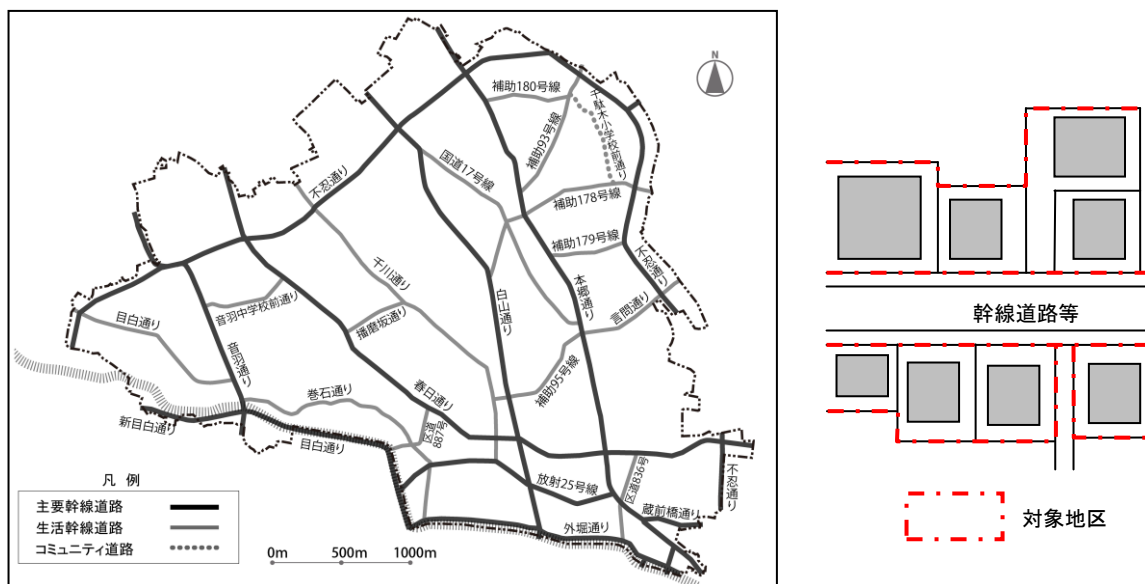 N
補助180号線
千駄木小学校前通り
補助93号線
国道17号線
不忍通り
補助178号線
補助179号線
不忍通り
千川通り
本郷通り
白山通り
言問通り
音羽中学校前通り
播磨坂通り
目白通り
音羽通り
補助95号線
巻石通り
春日通り
区道887号
新目白通り
目白通り
放射25号線
区道836号
不忍通り
蔵前橋通り
外堀通り
凡 例
主要幹線道路
生活幹線道路
コミュニティ道路
0m 500m 1000m
幹線道路等
対象地区